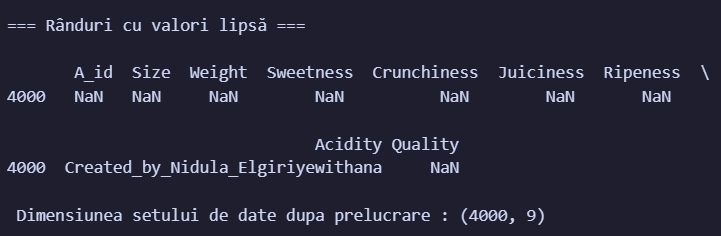 === Rânduri cu valori lipsă ===
A_id Size Weight Sweetness Crunchiness Juiciness Ripeness \
4000 NaN NaN NaN NaN NaN NaN NaN
Acidity Quality
4000 Created_by_Nidula_Elgiriyewithana NaN
Dimensiunea setului de date dupa prelucrare : (4000, 9)